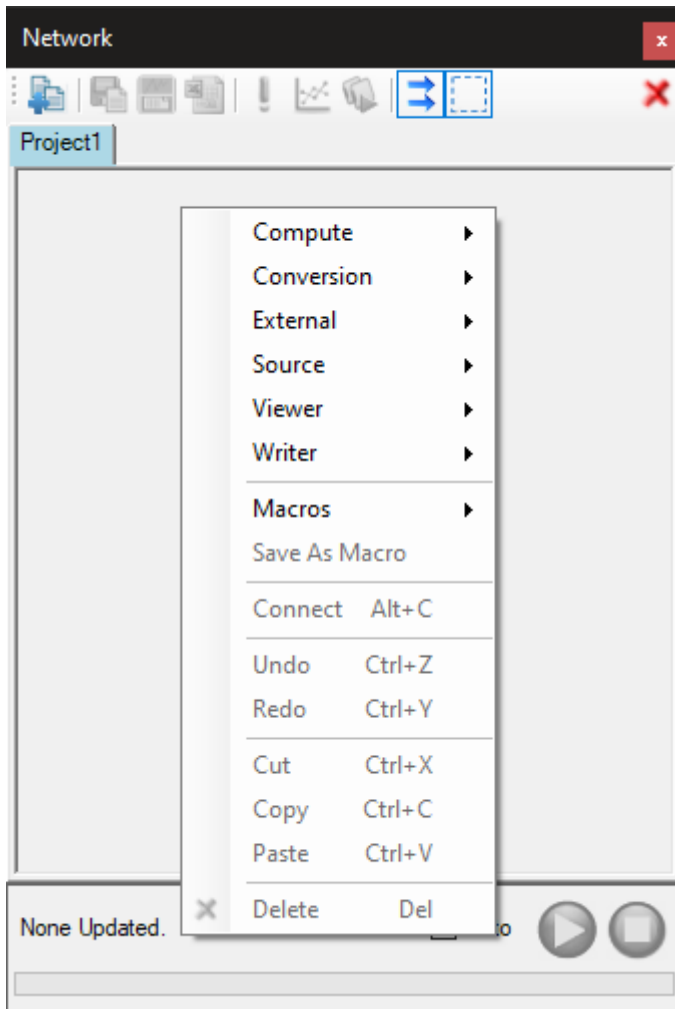 Network
x
Project1
Compute
Conversion
External
Source
Viewer
Writer
Macros
Save As Macro
Connect Alt+C
Undo Ctrl+Z
Redo Ctrl+Y
Cut Ctrl+X
Copy Ctrl+C
Paste Ctrl+V
Delete Del
None Updated.